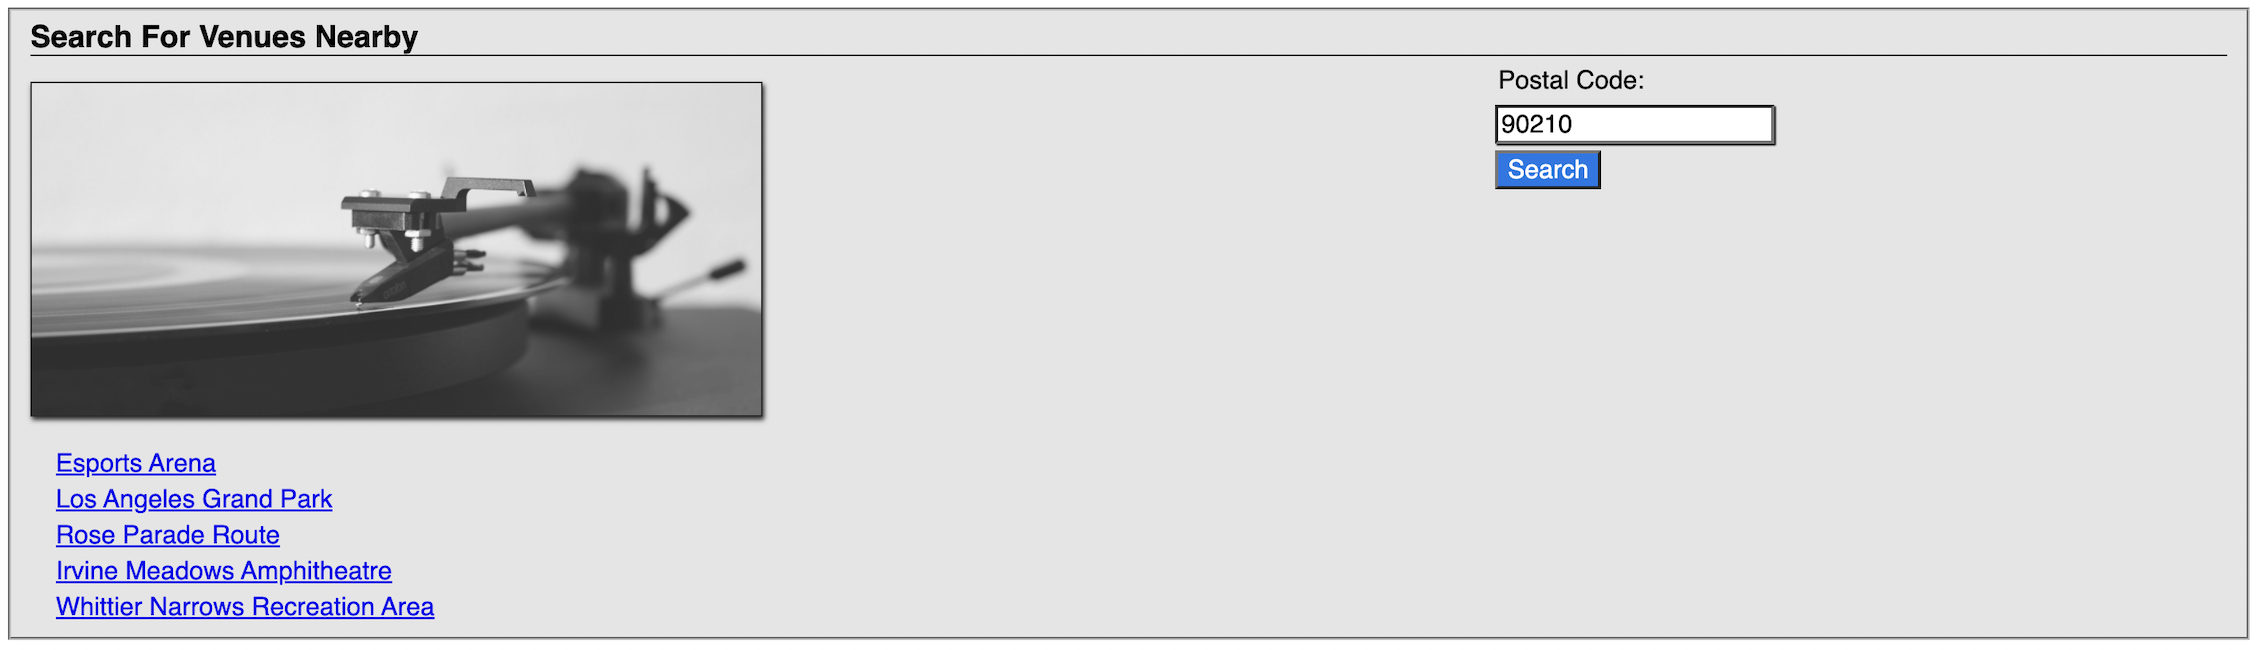 Search For Venues Nearby
Postal Code:
90210
Search
Esports Arena
Los Angeles Grand Park
Rose Parade Route
Irvine Meadows Amphitheatre
Whittier Narrows Recreation Area